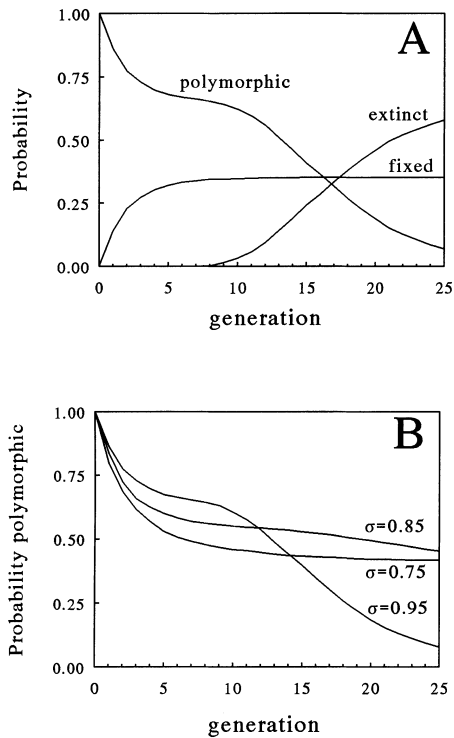 A
1.00
0.75
0.50
0.25
0.00
Probability
polymorphic
extinct
fixed
0 5 10 15 20 25
generation
B
1.00
0.75
0.50
0.25
0.00
Probability polymorphic
σ=0.85
σ=0.75
σ=0.95
0 5 10 15 20 25
generation